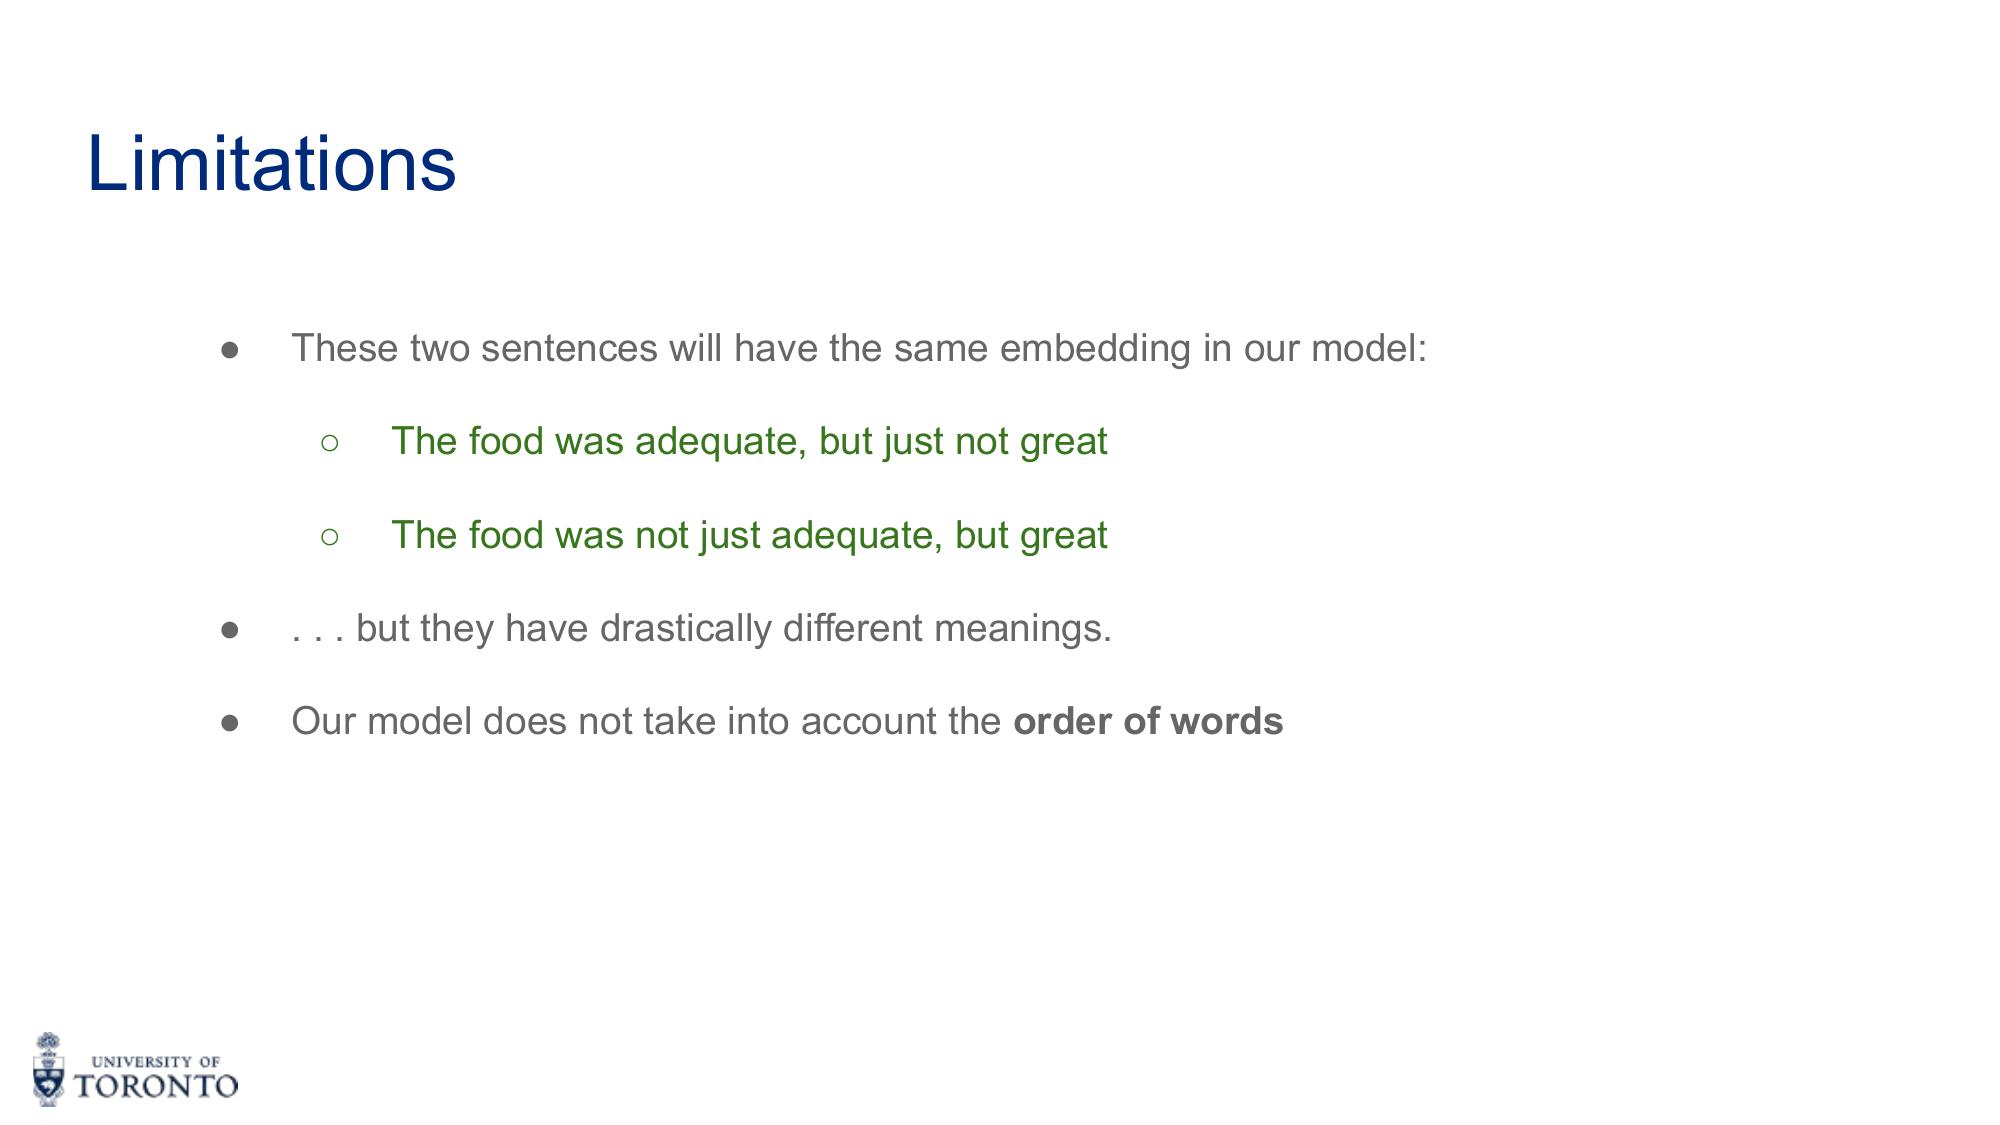 Limitations
● These two sentences will have the same embedding in our model:
○ The food was adequate, but just not great
○ The food was not just adequate, but great
● . . . but they have drastically different meanings.
● Our model does not take into account the order of words
UNIVERSITY OF
TORONTO